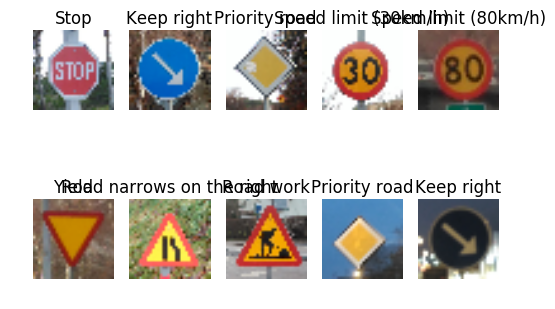 Stop
Keep right
Priority road
Speed limit (30km/h)
Speed limit (80km/h)
STOP
30
80
Yield
Road narrows on the right
Road work
Priority road
Keep right